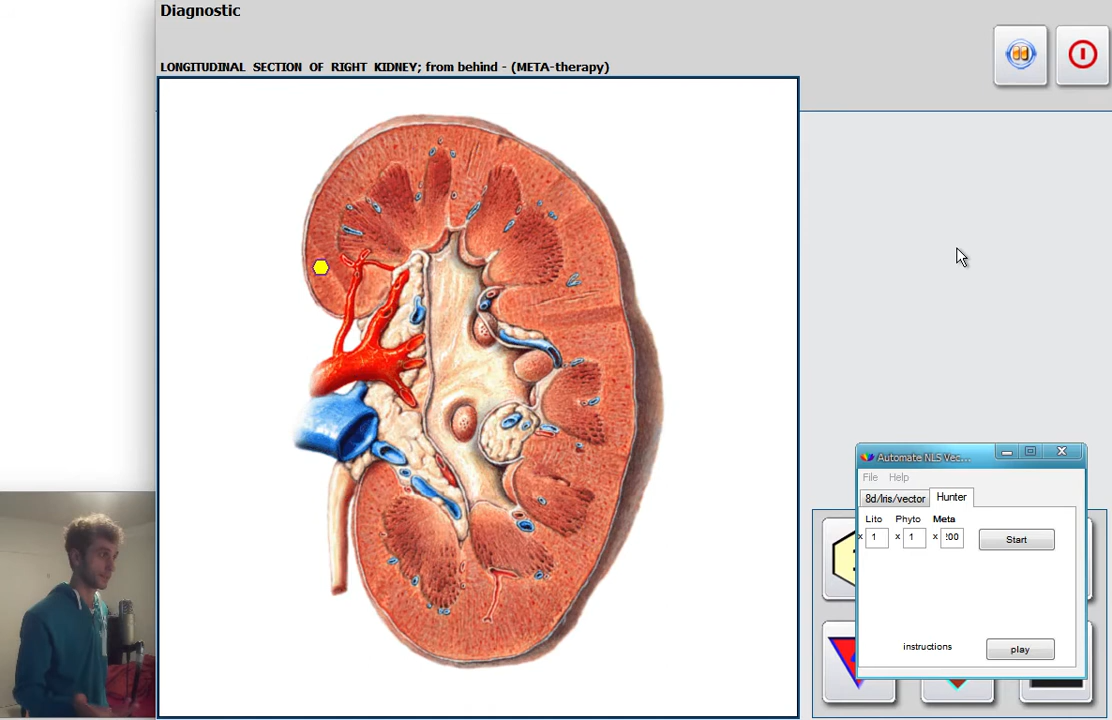 Diagnostic
LONGITUDINAL SECTION OF RIGHT KIDNEY; from behind - (META-therapy)
Automate NLS Vec...
File Help
8d/Iris/vector Hunter
Lito Phyto Meta
x 1 x 1 x !00 Start
instructions play